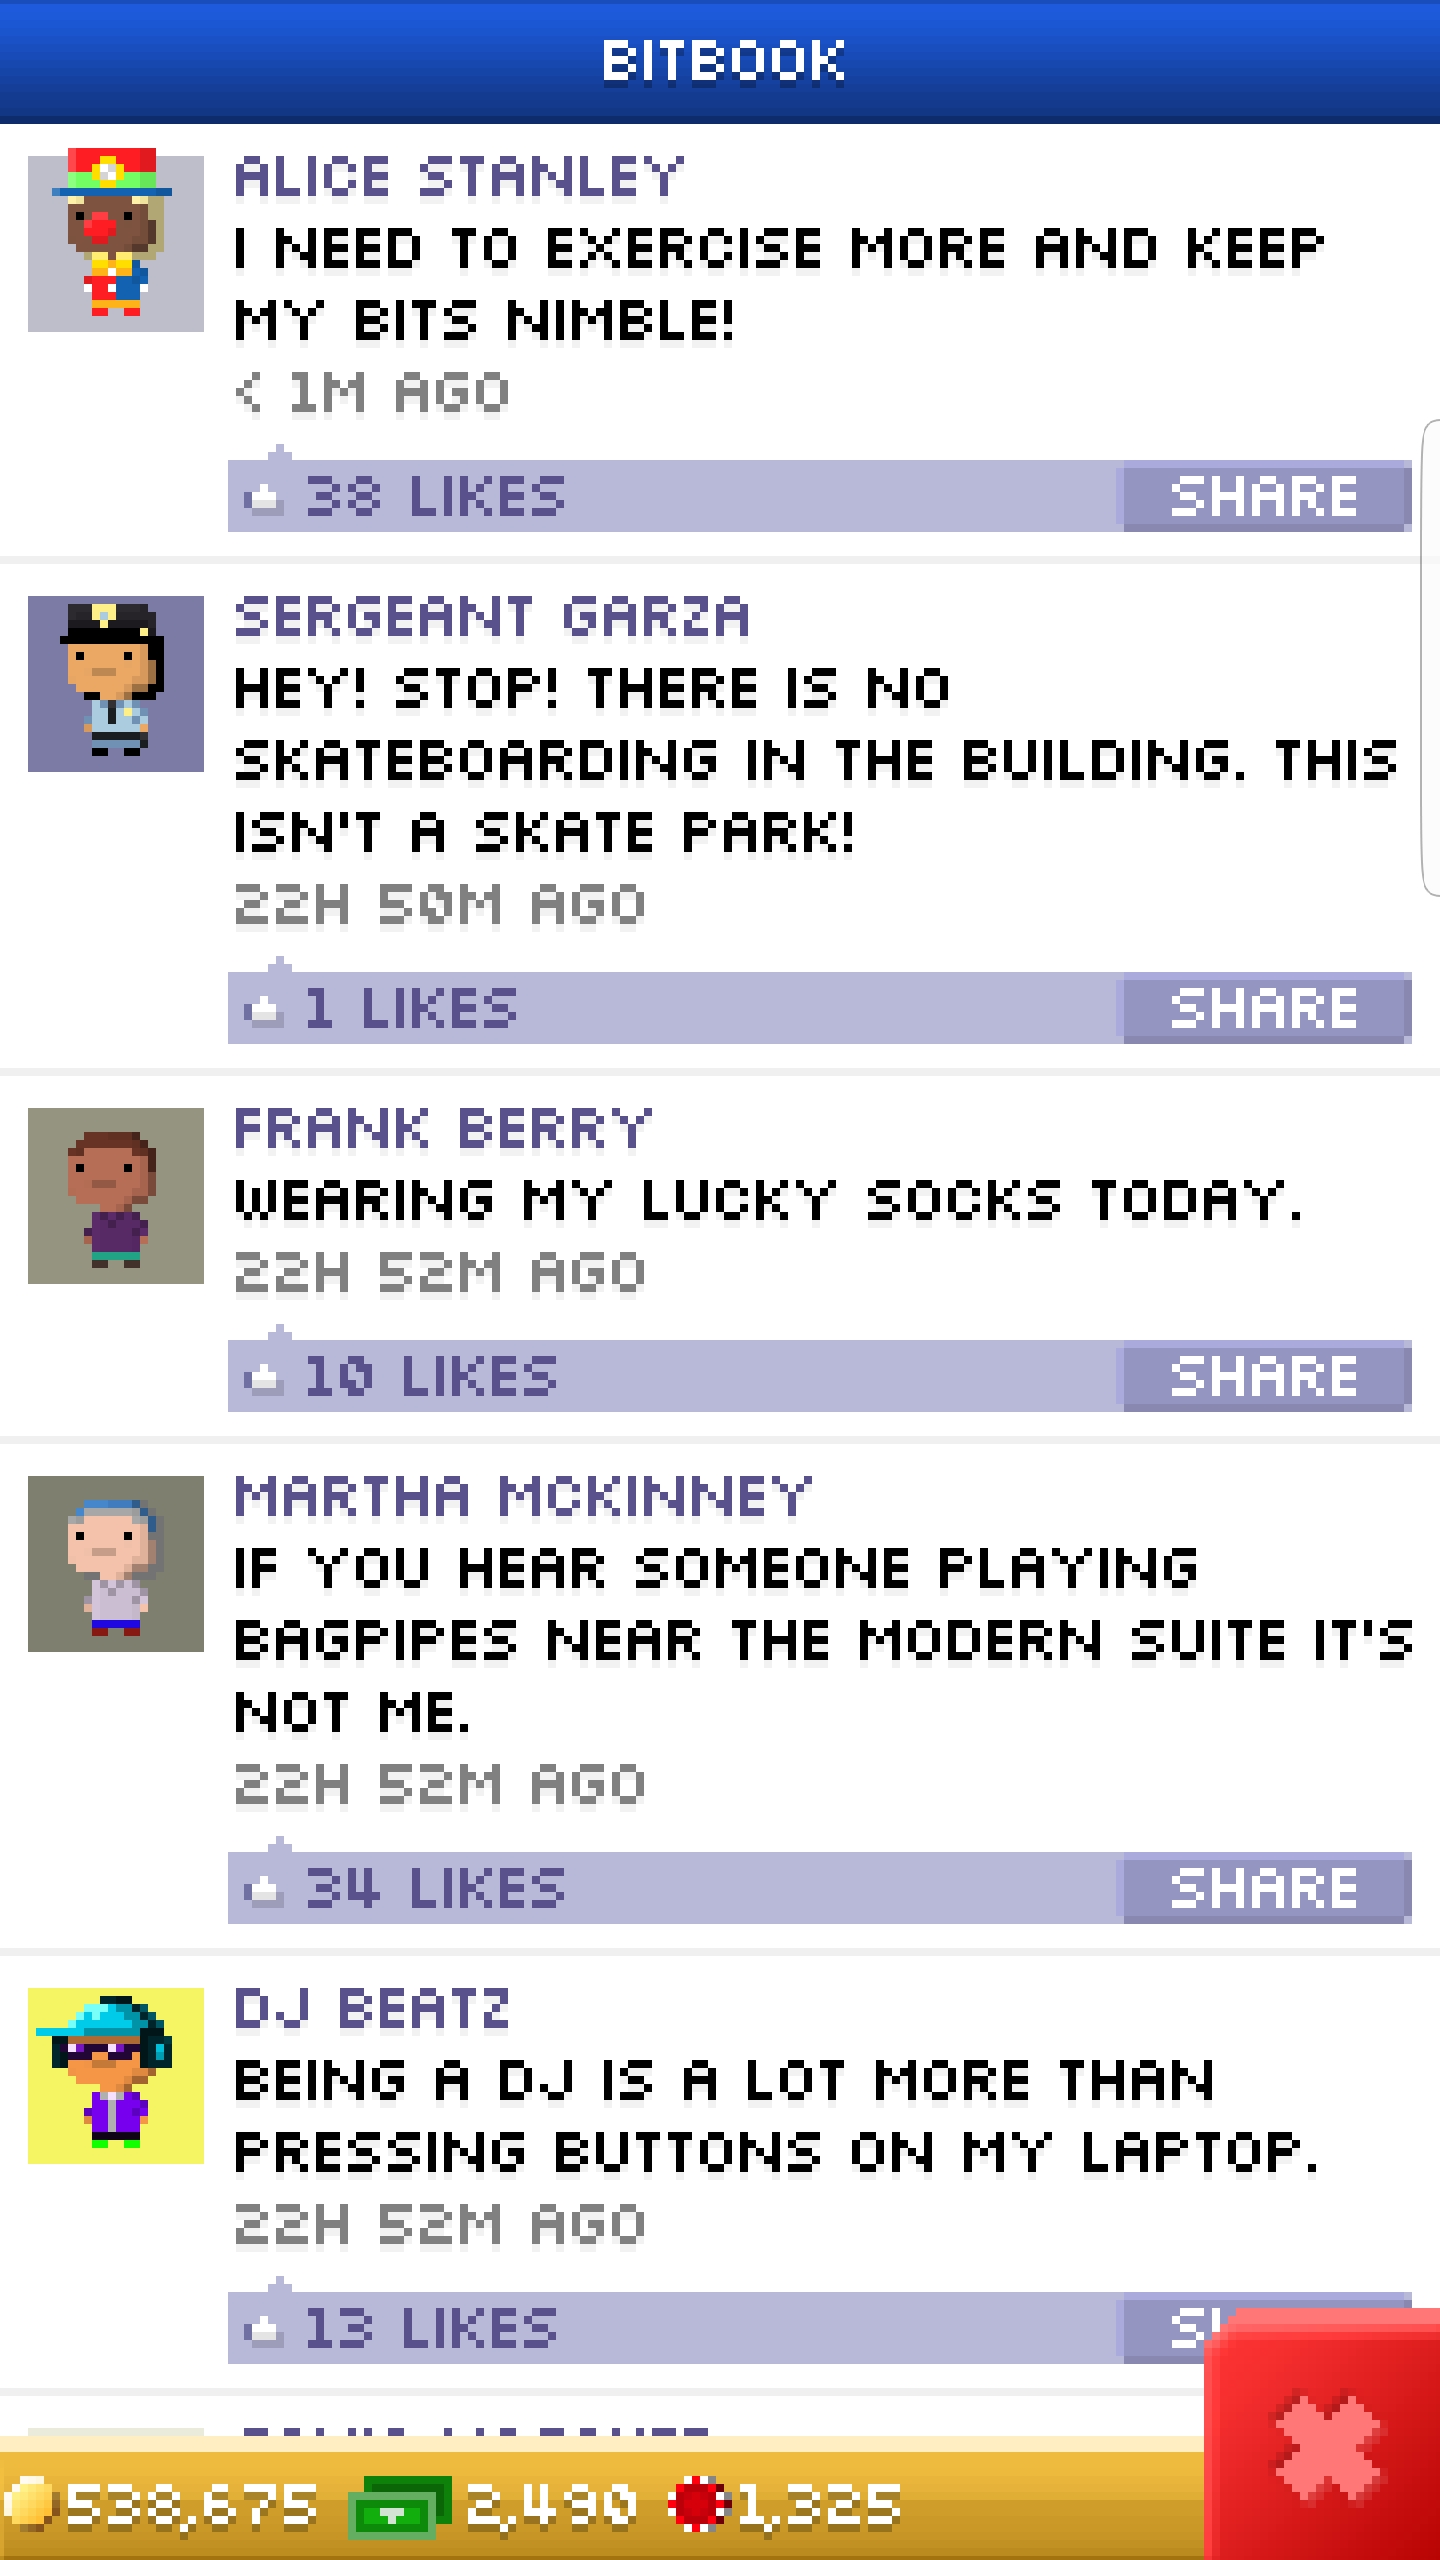 BITBOOK
ALICE STANLEY
I NEED TO EXERCISE MORE AND KEEP
MY BITS NIMBLE!
< 1M AGO
38 LIKES
SHARE
SERGEANT GARZA
HEY! STOP! THERE IS NO
SKATEBOARDING IN THE BUILDING. THIS
ISN'T A SKATE PARK!
22H 50M AGO
1 LIKES
SHARE
FRANK BERRY
WEARING MY LUCKY SOCKS TODAY.
22H 52M AGO
10 LIKES
SHARE
MARTHA MCKINNEY
IF YOU HEAR SOMEONE PLAYING
BAGPIPES NEAR THE MODERN SUITE IT'S
NOT ME.
22H 52M AGO
34 LIKES
SHARE
DJ BEATZ
BEING A DJ IS A LOT MORE THAN
PRESSING BUTTONS ON MY LAPTOP.
22H 52M AGO
13 LIKES
538,675 2,490 1,325